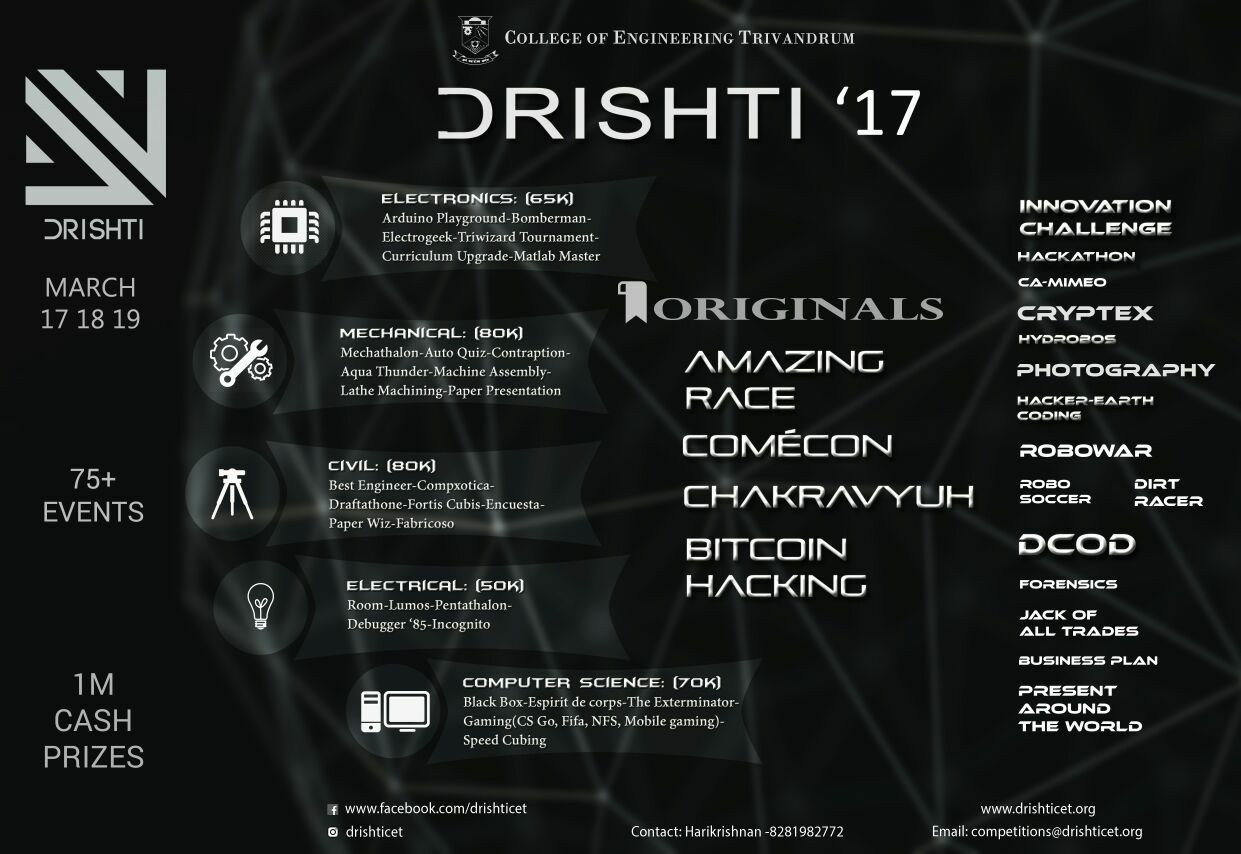 COLLEGE OF ENGINEERING TRIVANDRUM
DRISHTI ‘17
DRISHTI
MARCH
17 18 19
75+
EVENTS
1M
CASH
PRIZES
ELECTRONICS: (65K)
Arduino Playground-Bomberman-
Electrogeek-Triwizard Tournament-
Curriculum Upgrade-Matlab Master
MECHANICAL: (80K)
Mechathalon-Auto Quiz-Contraption-
Aqua Thunder-Machine Assembly-
Lathe Machining-Paper Presentation
CIVIL: (80K)
Best Engineer-Compxotica-
Draftathone-Fortis Cubis-Encuesta-
Paper Wiz-Fabricoso
ELECTRICAL: (50K)
Room-Lumos-Pentathalon-
Debugger ‘85-Incognito
COMPUTER SCIENCE: (70K)
Black Box-Espirit de corps-The Exterminator-
Gaming(CS Go, Fifa, NFS, Mobile gaming)-
Speed Cubing
ORIGINALS
AMAZING
RACE
COMÉCON
CHAKRAVYUH
BITCOIN
HACKING
INNOVATION
CHALLENGE
HACKATHON
CA-MIMEO
CRYPTEX
HYDROBOS
PHOTOGRAPHY
HACKER-EARTH
CODING
ROBOWAR
ROBO
SOCCER
DIRT
RACER
DCOD
FORENSICS
JACK OF
ALL TRADES
BUSINESS PLAN
PRESENT
AROUND
THE WORLD
www.facebook.com/drishticet
drishticet
Contact: Harikrishnan -8281982772
www.drishticet.org
Email: competitions@drishticet.org